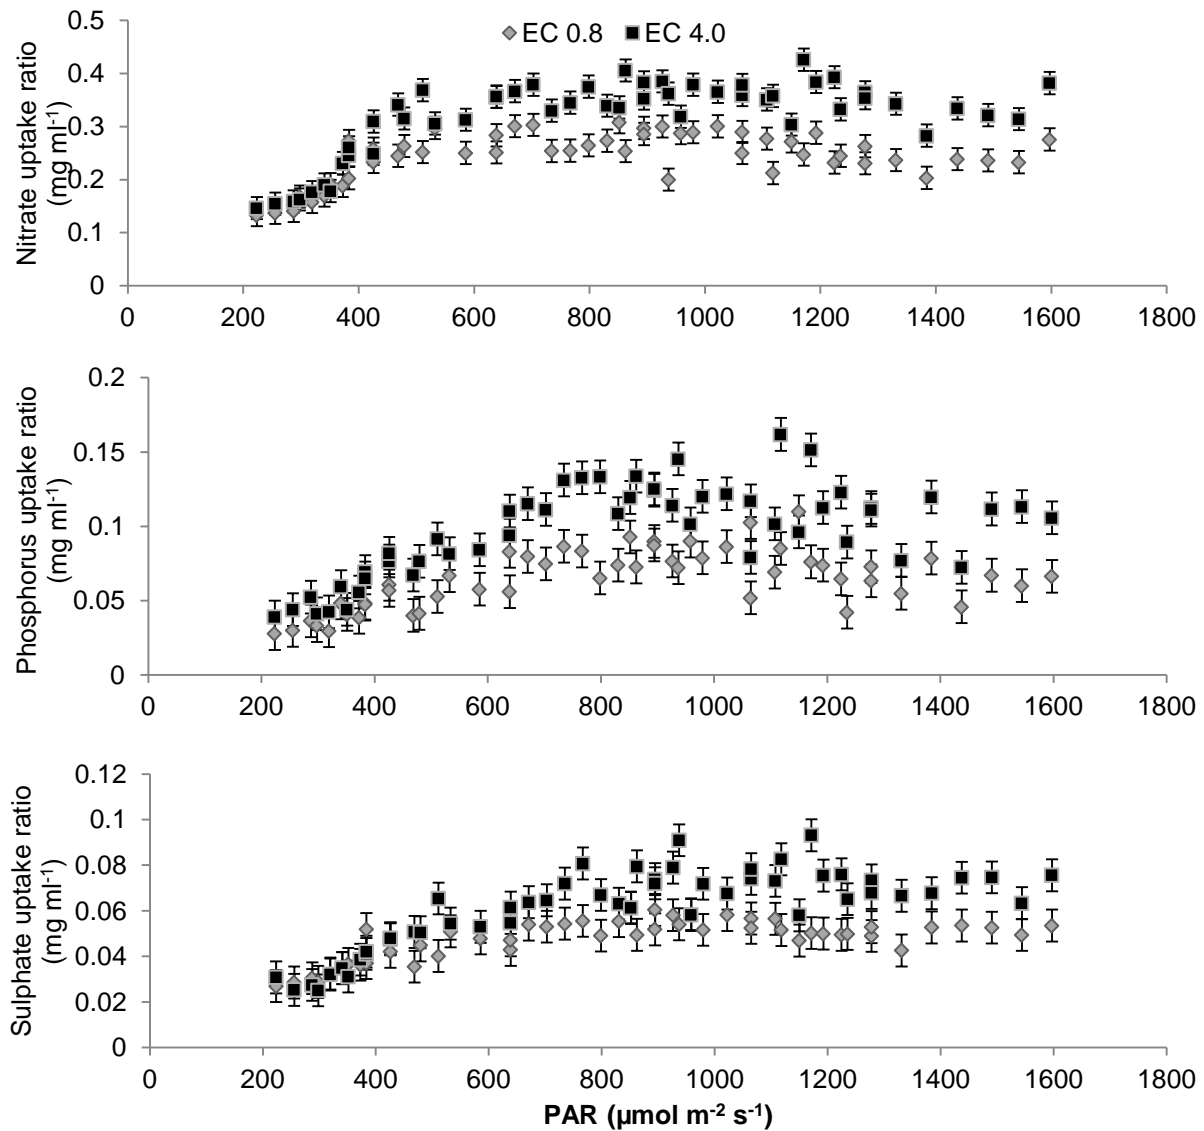 EC 0.8 EC 4.0
Nitrate uptake ratio
(mg ml⁻¹)
0.5
0.4
0.3
0.2
0.1
0
0 200 400 600 800 1000 1200 1400 1600 1800
Phosphorus uptake ratio
(mg ml⁻¹)
0.2
0.15
0.1
0.05
0
0 200 400 600 800 1000 1200 1400 1600 1800
Sulphate uptake ratio
(mg ml⁻¹)
0.12
0.1
0.08
0.06
0.04
0.02
0
0 200 400 600 800 1000 1200 1400 1600 1800
PAR (µmol m⁻² s⁻¹)